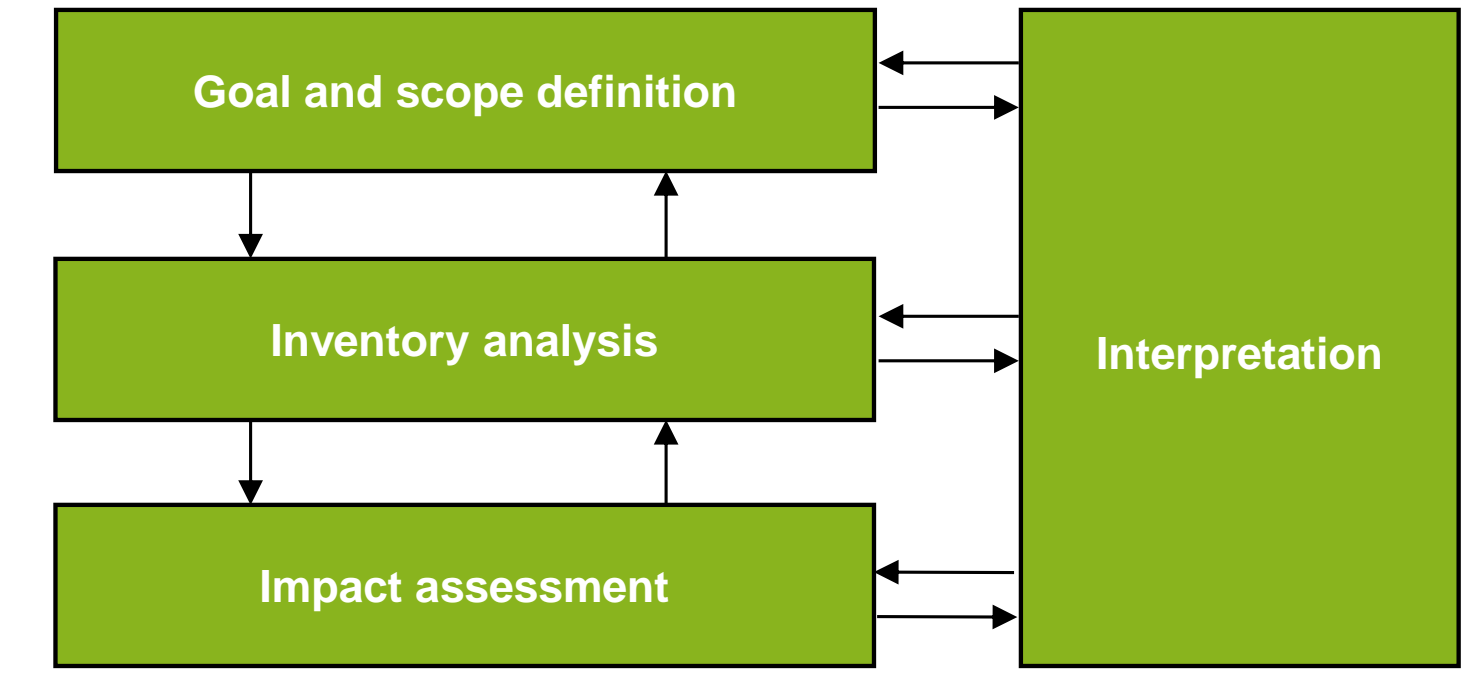 Goal and scope definition
Inventory analysis
Interpretation
Impact assessment